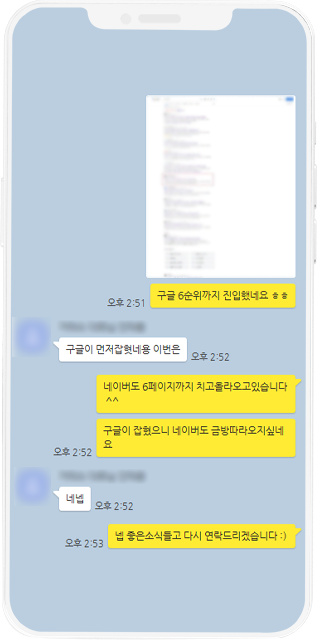 구글 6순위까지 진입했네요 ㅎㅎ
오후 2:51
구글이 먼저잡혓네용 이번은
오후 2:52
네이버도 6페이지까지 치고올라오고있습니다
^^
구글이 잡혔으니 네이버도 금방따라오지싶네
요
오후 2:52
네넵
오후 2:52
넵 좋은소식들고 다시 연락드리겠습니다 :)
오후 2:53